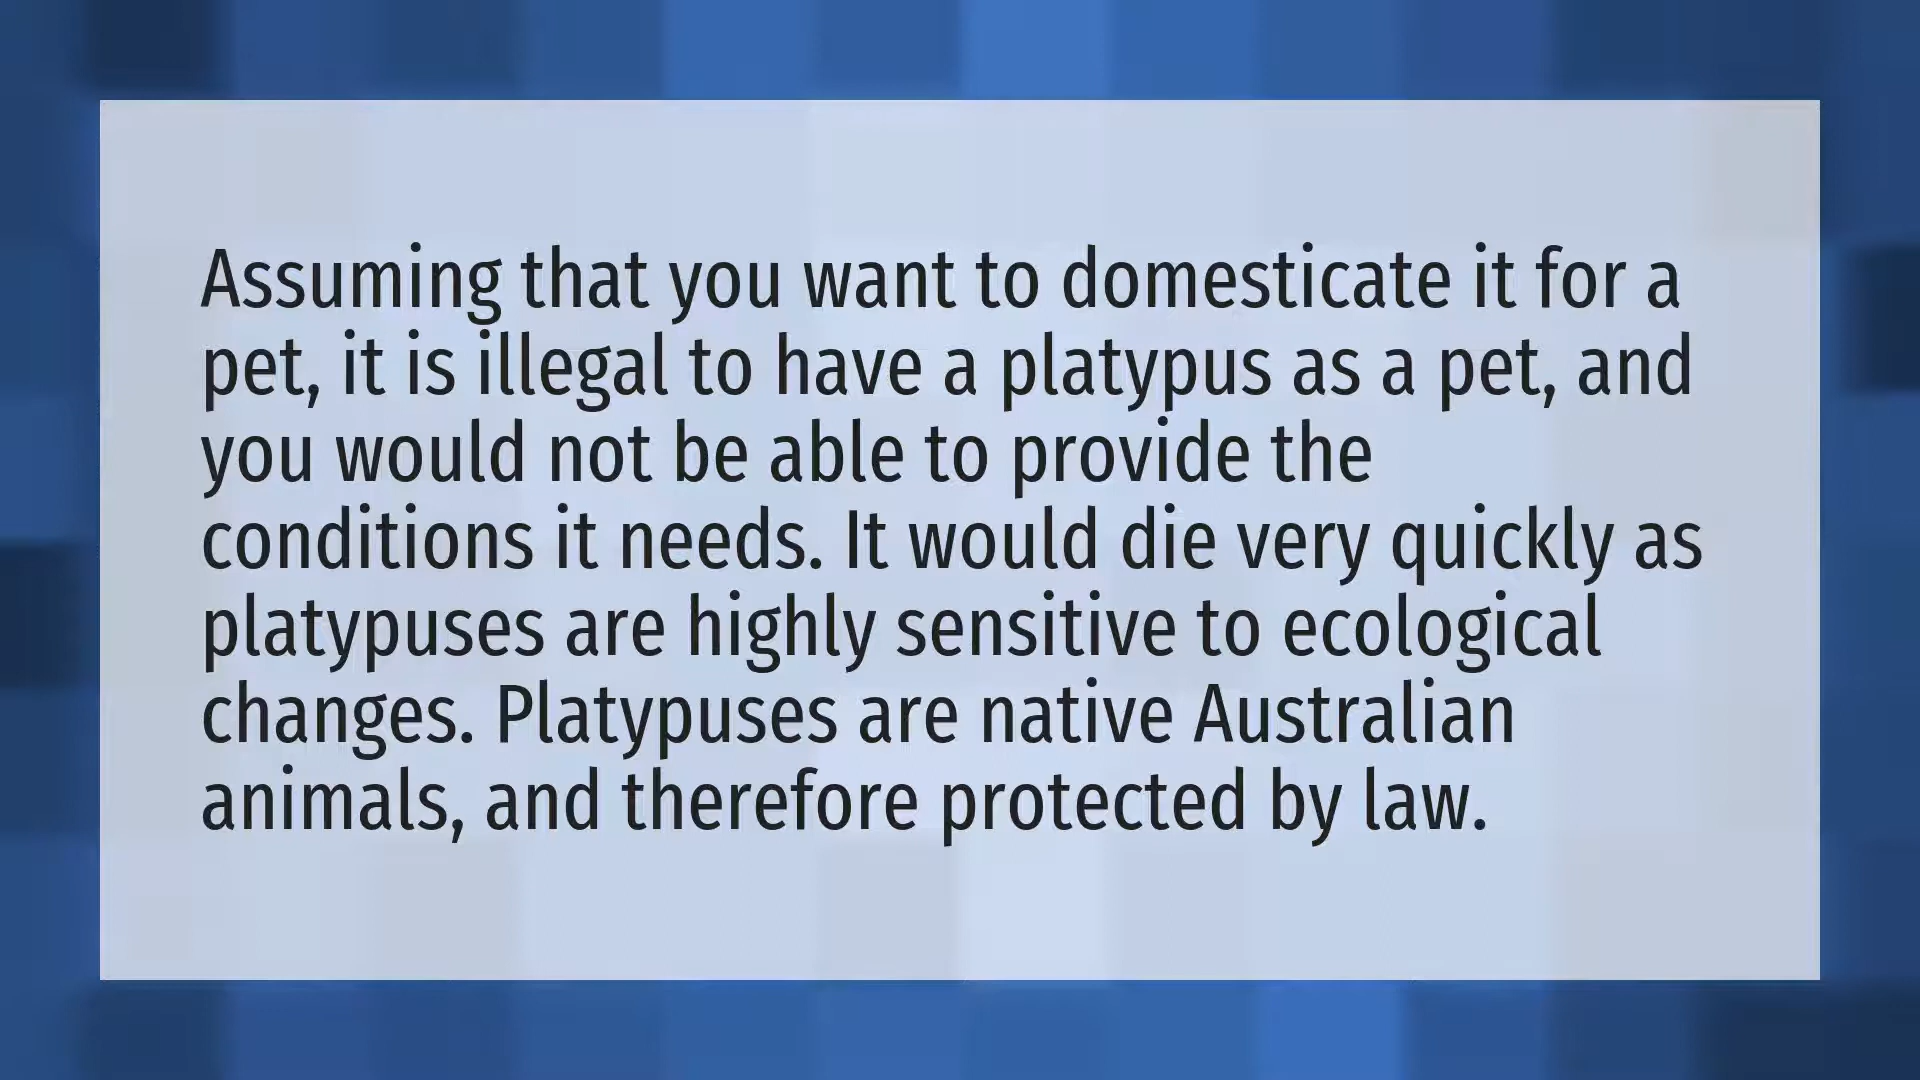 Assuming that you want to domesticate it for a
pet, it is illegal to have a platypus as a pet, and
you would not be able to provide the
conditions it needs. It would die very quickly as
platypuses are highly sensitive to ecological
changes. Platypuses are native Australian
animals, and therefore protected by law.